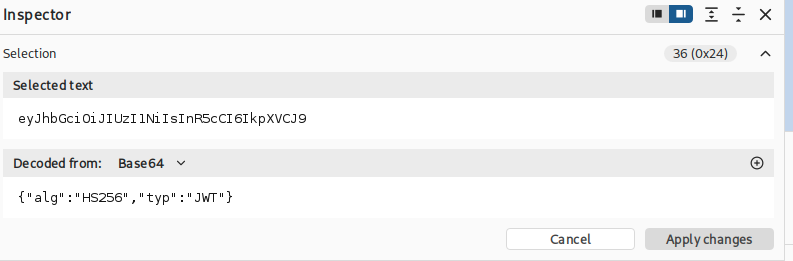 Inspector
Selection 36 (0x24)
Selected text
eyJhbGciOiJIUzI1NiIsInR5cCI6IkpXVCJ9
Decoded from: Base64
{"alg":"HS256","typ":"JWT"}
Cancel Apply changes